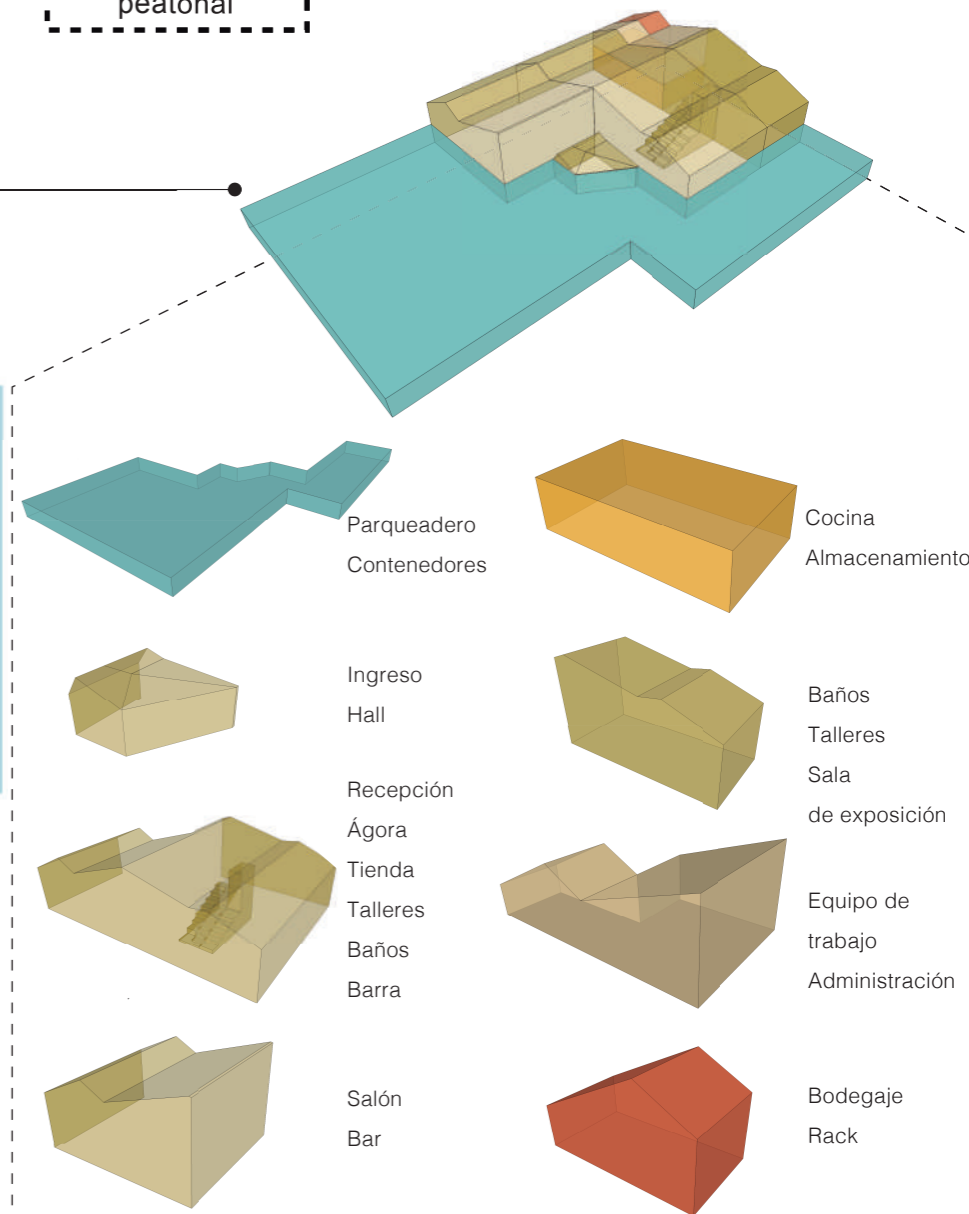 peatonal
Parqueadero
Contenedores
Cocina
Almacenamiento
Ingreso
Hall
Baños
Talleres
Sala
de exposición
Recepción
Ágora
Tienda
Talleres
Baños
Barra
Equipo de
trabajo
Administración
Salón
Bar
Bodegaje
Rack